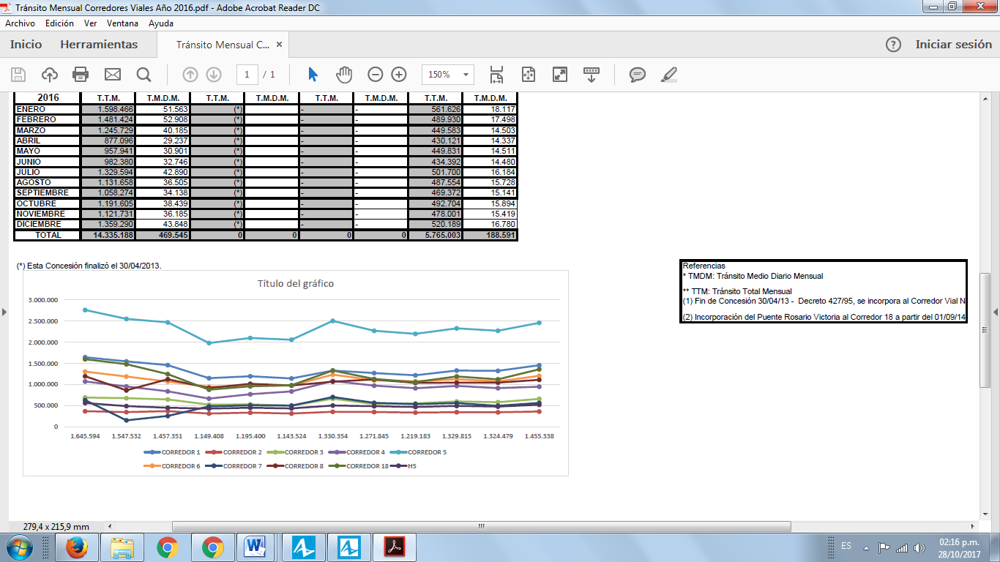 Tránsito Mensual Corredores Viales Año 2016.pdf - Adobe Acrobat Reader DC
Archivo Edición Ver Ventana Ayuda
Inicio Herramientas Tránsito Mensual C... × ? Iniciar sesión
1 / 1 150%
2016 T.T.M. T.M.D.M. T.T.M. T.M.D.M. T.T.M. T.M.D.M. T.T.M. T.M.D.M.
ENERO 1.598.466 51.563 (*) - - 561.626 18.117
FEBRERO 1.481.424 52.908 (*) - - 489.930 17.498
MARZO 1.245.729 40.185 (*) - - 449.583 14.503
ABRIL 877.096 29.237 (*) - - 430.121 14.337
MAYO 957.941 30.901 (*) - - 449.831 14.511
JUNIO 982.380 32.746 (*) - - 434.392 14.480
JULIO 1.329.594 42.890 (*) - - 501.700 16.184
AGOSTO 1.131.658 36.505 (*) - - 487.554 15.728
SEPTIEMBRE 1.058.274 34.138 (*) - - 469.372 15.141
OCTUBRE 1.191.605 38.439 (*) - - 492.704 15.894
NOVIEMBRE 1.121.731 36.185 (*) - - 478.001 15.419
DICIEMBRE 1.359.290 43.848 (*) - - 520.189 16.780
TOTAL 14.335.188 469.545 0 0 0 0 5.765.003 188.591
(*) Esta Concesión finalizó el 30/04/2013.
Referencias
* TMDM: Tránsito Medio Diario Mensual
** TTM: Tránsito Total Mensual
(1) Fin de Concesión 30/04/13 - Decreto 427/95, se incorpora al Corredor Vial N
(2) Incorporación del Puente Rosario Victoria al Corredor 18 a partir del 01/09/14
Título del gráfico
3.000.000
2.500.000
2.000.000
1.500.000
1.000.000
500.000
0
1.645.594 1.547.532 1.457.351 1.149.408 1.195.400 1.143.524 1.330.354 1.271.845 1.219.183 1.329.815 1.324.479 1.455.338
CORREDOR 1 CORREDOR 2 CORREDOR 3 CORREDOR 4 CORREDOR 5
CORREDOR 6 CORREDOR 7 CORREDOR 8 CORREDOR 18 H5
279,4 x 215,9 mm
ES 02:16 p.m.
28/10/2017